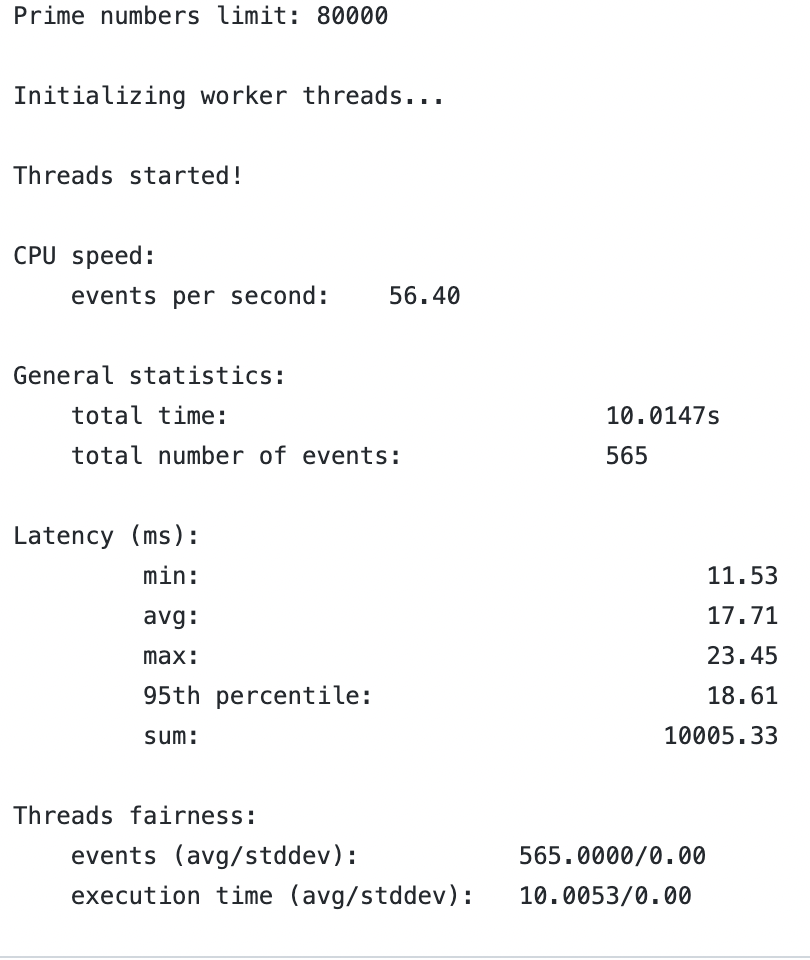 Prime numbers limit: 80000
Initializing worker threads...
Threads started!
CPU speed:
events per second: 56.40
General statistics:
total time: 10.0147s
total number of events: 565
Latency (ms):
min: 11.53
avg: 17.71
max: 23.45
95th percentile: 18.61
sum: 10005.33
Threads fairness:
events (avg/stddev): 565.0000/0.00
execution time (avg/stddev): 10.0053/0.00